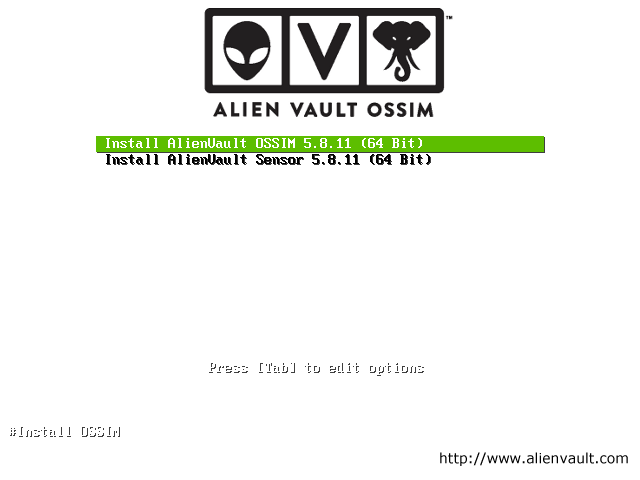 V
™
ALIEN VAULT OSSIM
Install AlienVault OSSIM 5.8.11 (64 Bit)
Install AlienVault Sensor 5.8.11 (64 Bit)
Press [Tab] to edit options
#Install OSSIM
http://www.alienvault.com